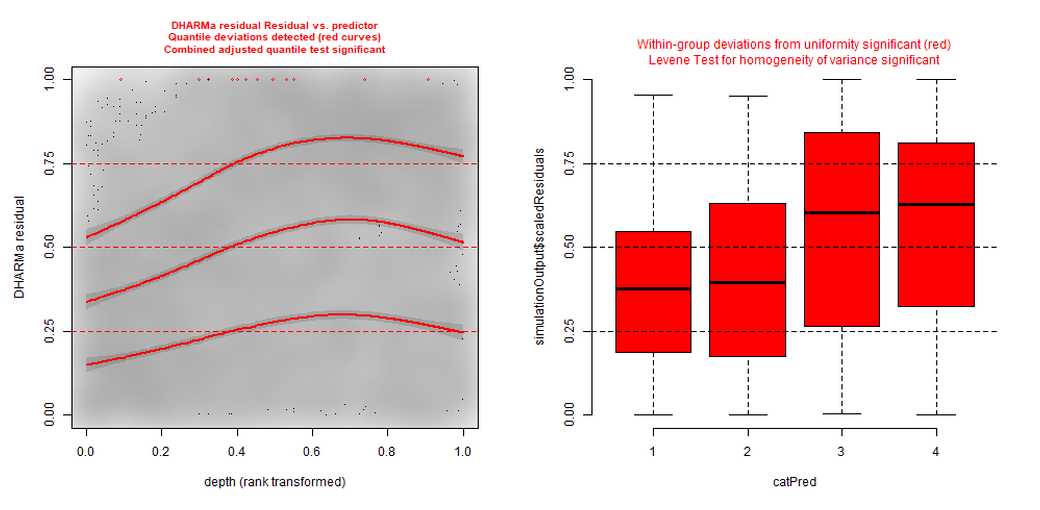 DHARMa residual Residual vs. predictor
Quantile deviations detected (red curves)
Combined adjusted quantile test significant
DHARMa residual
1.00
0.75
0.50
0.25
0.00
0.0 0.2 0.4 0.6 0.8 1.0
depth (rank transformed)
Within-group deviations from uniformity significant (red)
Levene Test for homogeneity of variance significant
simulationOutput$scaledResiduals
1.00
0.75
0.50
0.25
0.00
1 2 3 4
catPred